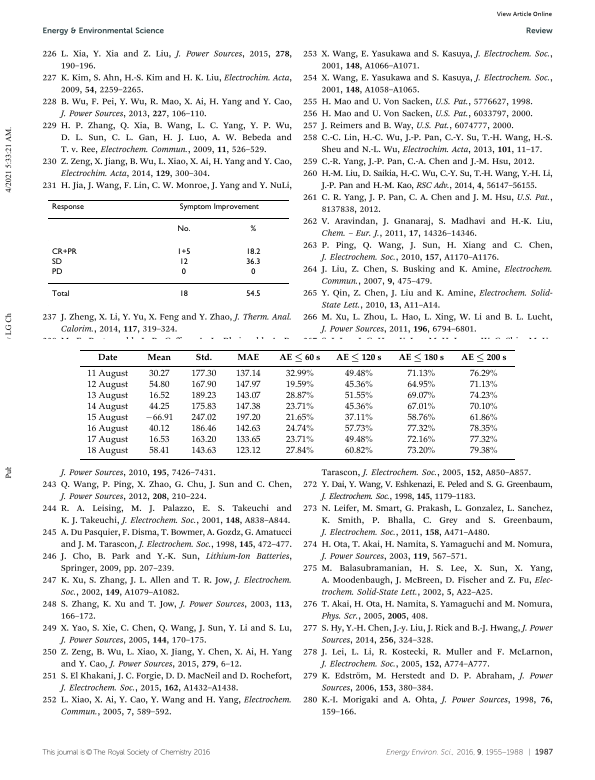 View Article Online
Energy & Environmental Science
Review
226 L. Xia, Y. Xia and Z. Liu, J. Power Sources, 2015, 278,
190–196.
227 K. Kim, S. Ahn, H.-S. Kim and H. K. Liu, Electrochim. Acta,
2009, 54, 2259–2265.
228 B. Wu, F. Pei, Y. Wu, R. Mao, X. Ai, H. Yang and Y. Cao,
J. Power Sources, 2013, 227, 106–110.
229 H. P. Zhang, Q. Xia, B. Wang, L. C. Yang, Y. P. Wu,
D. L. Sun, C. L. Gan, H. J. Luo, A. W. Bebeda and
T. v. Ree, Electrochem. Commun., 2009, 11, 526–529.
230 Z. Zeng, X. Jiang, B. Wu, L. Xiao, X. Ai, H. Yang and Y. Cao,
Electrochim. Acta, 2014, 129, 300–304.
231 H. Jia, J. Wang, F. Lin, C. W. Monroe, J. Yang and Y. NuLi,
Response Symptom Improvement
No. %
CR+PR 1+5 18.2
SD 12 36.3
PD 0 0
Total 18 54.5
237 J. Zheng, X. Li, Y. Yu, X. Feng and Y. Zhao, J. Therm. Anal.
Calorim., 2014, 117, 319–324.
253 X. Wang, E. Yasukawa and S. Kasuya, J. Electrochem. Soc.,
2001, 148, A1066–A1071.
254 X. Wang, E. Yasukawa and S. Kasuya, J. Electrochem. Soc.,
2001, 148, A1058–A1065.
255 H. Mao and U. Von Sacken, U.S. Pat., 5776627, 1998.
256 H. Mao and U. Von Sacken, U.S. Pat., 6033797, 2000.
257 J. Reimers and B. Way, U.S. Pat., 6074777, 2000.
258 C.-C. Lin, H.-C. Wu, J.-P. Pan, C.-Y. Su, T.-H. Wang, H.-S.
Sheu and N.-L. Wu, Electrochim. Acta, 2013, 101, 11–17.
259 C.-R. Yang, J.-P. Pan, C.-A. Chen and J.-M. Hsu, 2012.
260 H.-M. Liu, D. Saikia, H.-C. Wu, C.-Y. Su, T.-H. Wang, Y.-H. Li,
J.-P. Pan and H.-M. Kao, RSC Adv., 2014, 4, 56147–56155.
261 C. R. Yang, J. P. Pan, C. A. Chen and J. M. Hsu, U.S. Pat.,
8137838, 2012.
262 V. Aravindan, J. Gnanaraj, S. Madhavi and H.-K. Liu,
Chem. – Eur. J., 2011, 17, 14326–14346.
263 P. Ping, Q. Wang, J. Sun, H. Xiang and C. Chen,
J. Electrochem. Soc., 2010, 157, A1170–A1176.
264 J. Liu, Z. Chen, S. Busking and K. Amine, Electrochem.
Commun., 2007, 9, 475–479.
265 Y. Qin, Z. Chen, J. Liu and K. Amine, Electrochem. Solid-
State Lett., 2010, 13, A11–A14.
266 M. Xu, L. Zhou, L. Hao, L. Xing, W. Li and B. L. Lucht,
J. Power Sources, 2011, 196, 6794–6801.
Date Mean Std. MAE AE ≤ 60 s AE ≤ 120 s AE ≤ 180 s AE ≤ 200 s
11 August 30.27 177.30 137.14 32.99% 49.48% 71.13% 76.29%
12 August 54.80 167.90 147.97 19.59% 45.36% 64.95% 71.13%
13 August 16.52 189.23 143.07 28.87% 51.55% 69.07% 74.23%
14 August 44.25 175.83 147.38 23.71% 45.36% 67.01% 70.10%
15 August −66.91 247.02 197.20 21.65% 37.11% 58.76% 61.86%
16 August 40.12 186.46 142.63 24.74% 57.73% 77.32% 78.35%
17 August 16.53 163.20 133.65 23.71% 49.48% 72.16% 77.32%
18 August 58.41 143.63 123.12 27.84% 60.82% 73.20% 79.38%
J. Power Sources, 2010, 195, 7426–7431.
243 Q. Wang, P. Ping, X. Zhao, G. Chu, J. Sun and C. Chen,
J. Power Sources, 2012, 208, 210–224.
244 R. A. Leising, M. J. Palazzo, E. S. Takeuchi and
K. J. Takeuchi, J. Electrochem. Soc., 2001, 148, A838–A844.
245 A. Du Pasquier, F. Disma, T. Bowmer, A. Gozdz, G. Amatucci
and J. M. Tarascon, J. Electrochem. Soc., 1998, 145, 472–477.
246 J. Cho, B. Park and Y.-K. Sun, Lithium-Ion Batteries,
Springer, 2009, pp. 207–239.
247 K. Xu, S. Zhang, J. L. Allen and T. R. Jow, J. Electrochem.
Soc., 2002, 149, A1079–A1082.
248 S. Zhang, K. Xu and T. Jow, J. Power Sources, 2003, 113,
166–172.
249 X. Yao, S. Xie, C. Chen, Q. Wang, J. Sun, Y. Li and S. Lu,
J. Power Sources, 2005, 144, 170–175.
250 Z. Zeng, B. Wu, L. Xiao, X. Jiang, Y. Chen, X. Ai, H. Yang
and Y. Cao, J. Power Sources, 2015, 279, 6–12.
251 S. El Khakani, J. C. Forgie, D. D. MacNeil and D. Rochefort,
J. Electrochem. Soc., 2015, 162, A1432–A1438.
252 L. Xiao, X. Ai, Y. Cao, Y. Wang and H. Yang, Electrochem.
Commun., 2005, 7, 589–592.
Tarascon, J. Electrochem. Soc., 2005, 152, A850–A857.
272 Y. Dai, Y. Wang, V. Eshkenazi, E. Peled and S. G. Greenbaum,
J. Electrochem. Soc., 1998, 145, 1179–1183.
273 N. Leifer, M. Smart, G. Prakash, L. Gonzalez, L. Sanchez,
K. Smith, P. Bhalla, C. Grey and S. Greenbaum,
J. Electrochem. Soc., 2011, 158, A471–A480.
274 H. Ota, T. Akai, H. Namita, S. Yamaguchi and M. Nomura,
J. Power Sources, 2003, 119, 567–571.
275 M. Balasubramanian, H. S. Lee, X. Sun, X. Yang,
A. Moodenbaugh, J. McBreen, D. Fischer and Z. Fu, Elec-
trochem. Solid-State Lett., 2002, 5, A22–A25.
276 T. Akai, H. Ota, H. Namita, S. Yamaguchi and M. Nomura,
Phys. Scr., 2005, 2005, 408.
277 S. Hy, Y.-H. Chen, J.-y. Liu, J. Rick and B.-J. Hwang, J. Power
Sources, 2014, 256, 324–328.
278 J. Lei, L. Li, R. Kostecki, R. Muller and F. McLarnon,
J. Electrochem. Soc., 2005, 152, A774–A777.
279 K. Edström, M. Herstedt and D. P. Abraham, J. Power
Sources, 2006, 153, 380–384.
280 K.-I. Morigaki and A. Ohta, J. Power Sources, 1998, 76,
159–166.
4/2021 5:33:21 AM.
LG Ch
Pub
This journal is © The Royal Society of Chemistry 2016
Energy Environ. Sci., 2016, 9, 1955–1988 | 1987